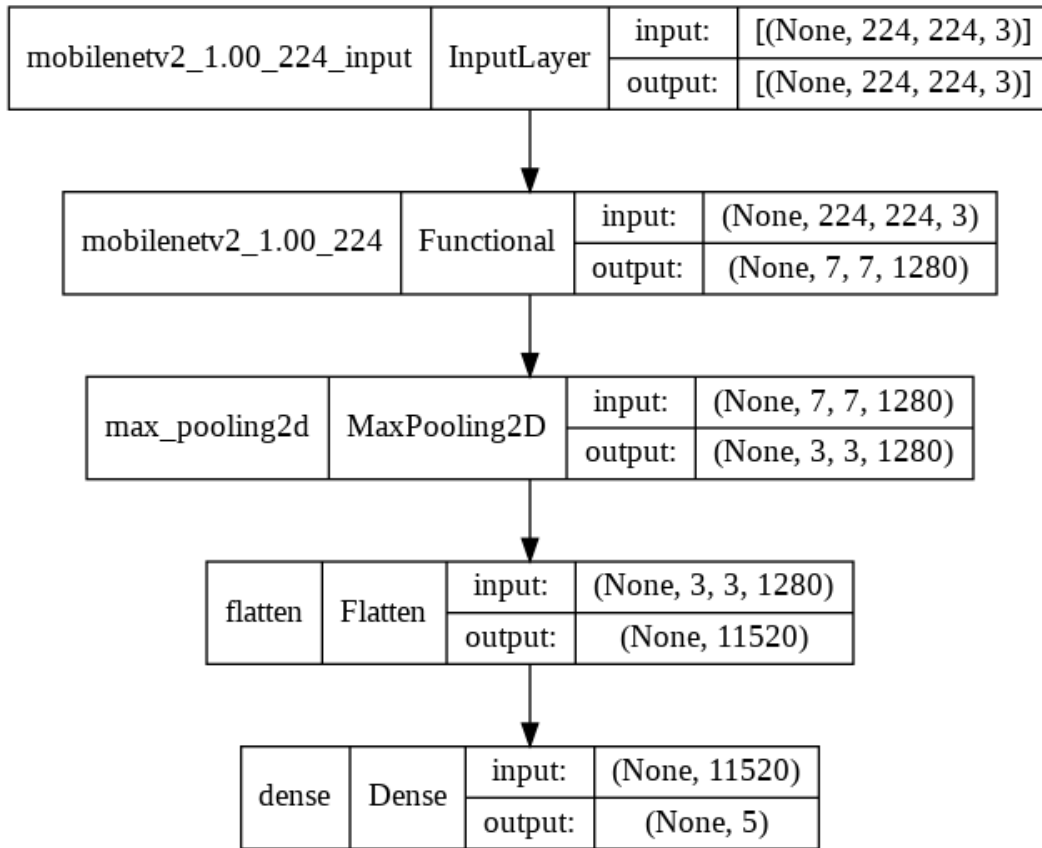 mobilenetv2_1.00_224_input InputLayer input: [(None, 224, 224, 3)]
output: [(None, 224, 224, 3)]
mobilenetv2_1.00_224 Functional input: (None, 224, 224, 3)
output: (None, 7, 7, 1280)
max_pooling2d MaxPooling2D input: (None, 7, 7, 1280)
output: (None, 3, 3, 1280)
flatten Flatten input: (None, 3, 3, 1280)
output: (None, 11520)
dense Dense input: (None, 11520)
output: (None, 5)